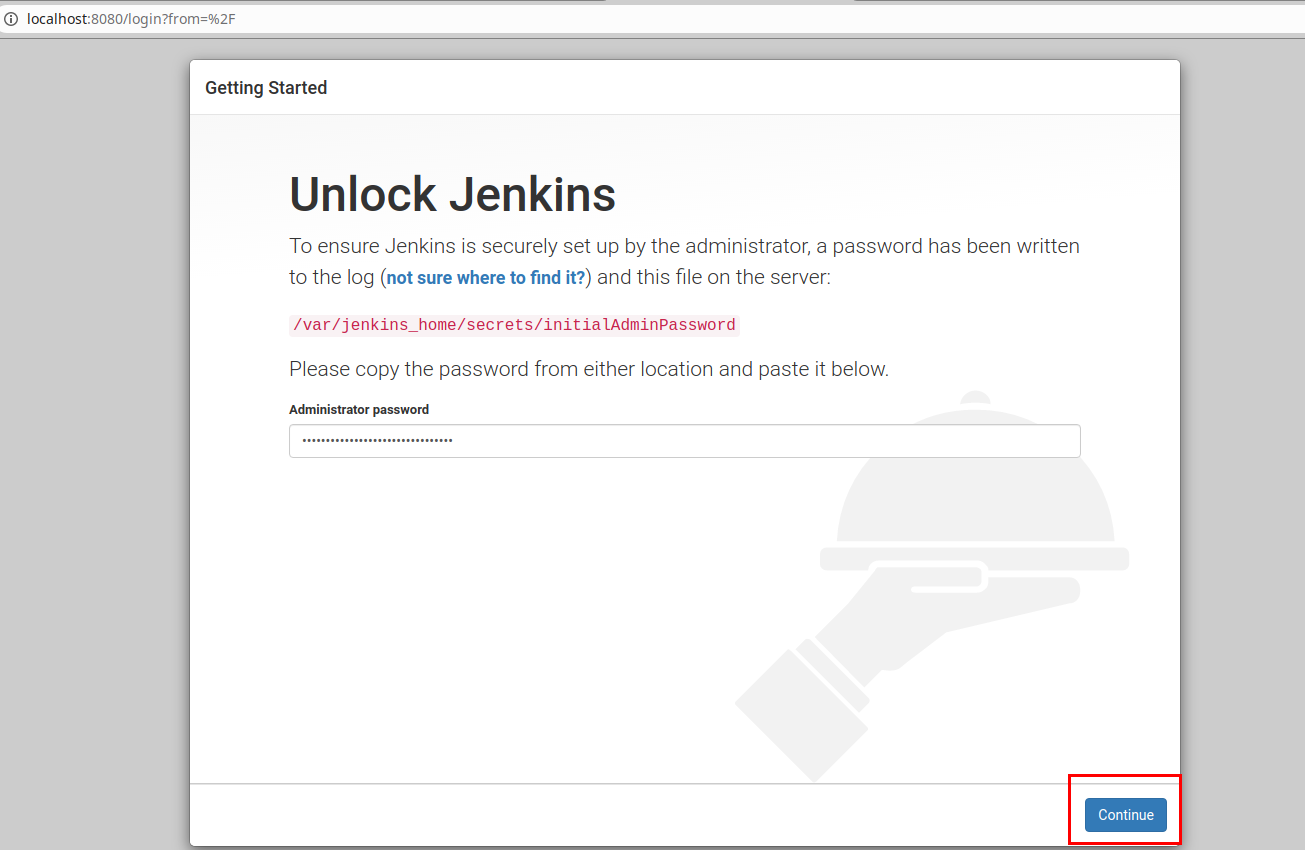 localhost:8080/login?from=%2F
Getting Started
Unlock Jenkins
To ensure Jenkins is securely set up by the administrator, a password has been written
to the log (not sure where to find it?) and this file on the server:
/var/jenkins_home/secrets/initialAdminPassword
Please copy the password from either location and paste it below.
Administrator password
Continue